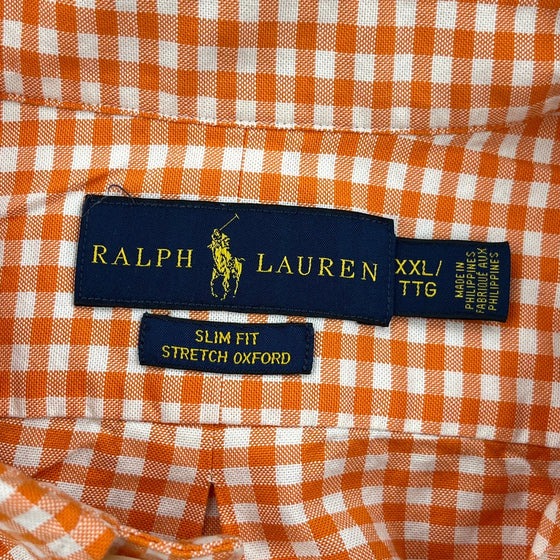 RALPH LAUREN
XXL/
TTG
MADE IN
PHILIPPINES
FABRIQUÉ AUX
PHILIPPINES
SLIM FIT
STRETCH OXFORD